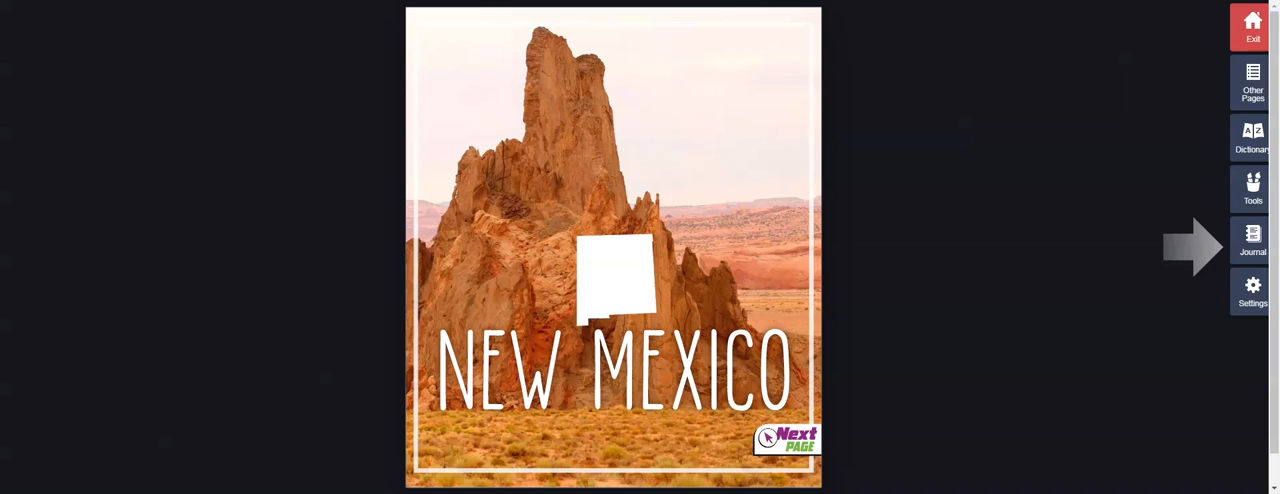 NEW MEXICO
Next
PAGE
Exit
Other
Pages
A Z
Dictionary
Tools
Journal
Settings